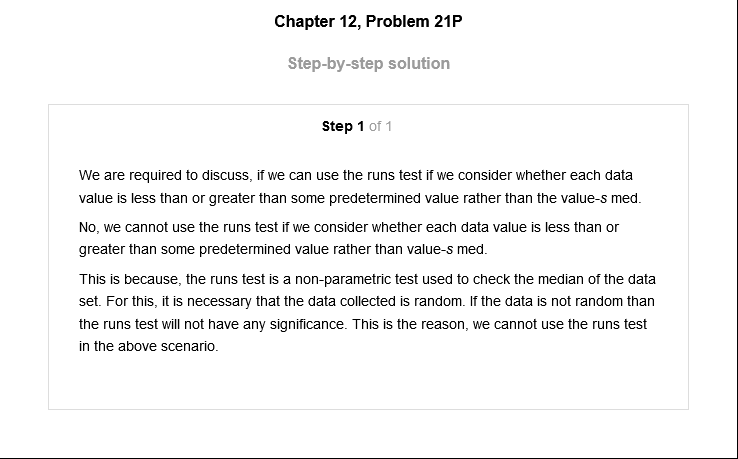 Chapter 12, Problem 21P
Step-by-step solution
Step 1 of 1
We are required to discuss, if we can use the runs test if we consider whether each data
value is less than or greater than some predetermined value rather than the value-s med.
No, we cannot use the runs test if we consider whether each data value is less than or
greater than some predetermined value rather than value-s med.
This is because, the runs test is a non-parametric test used to check the median of the data
set. For this, it is necessary that the data collected is random. If the data is not random than
the runs test will not have any significance. This is the reason, we cannot use the runs test
in the above scenario.